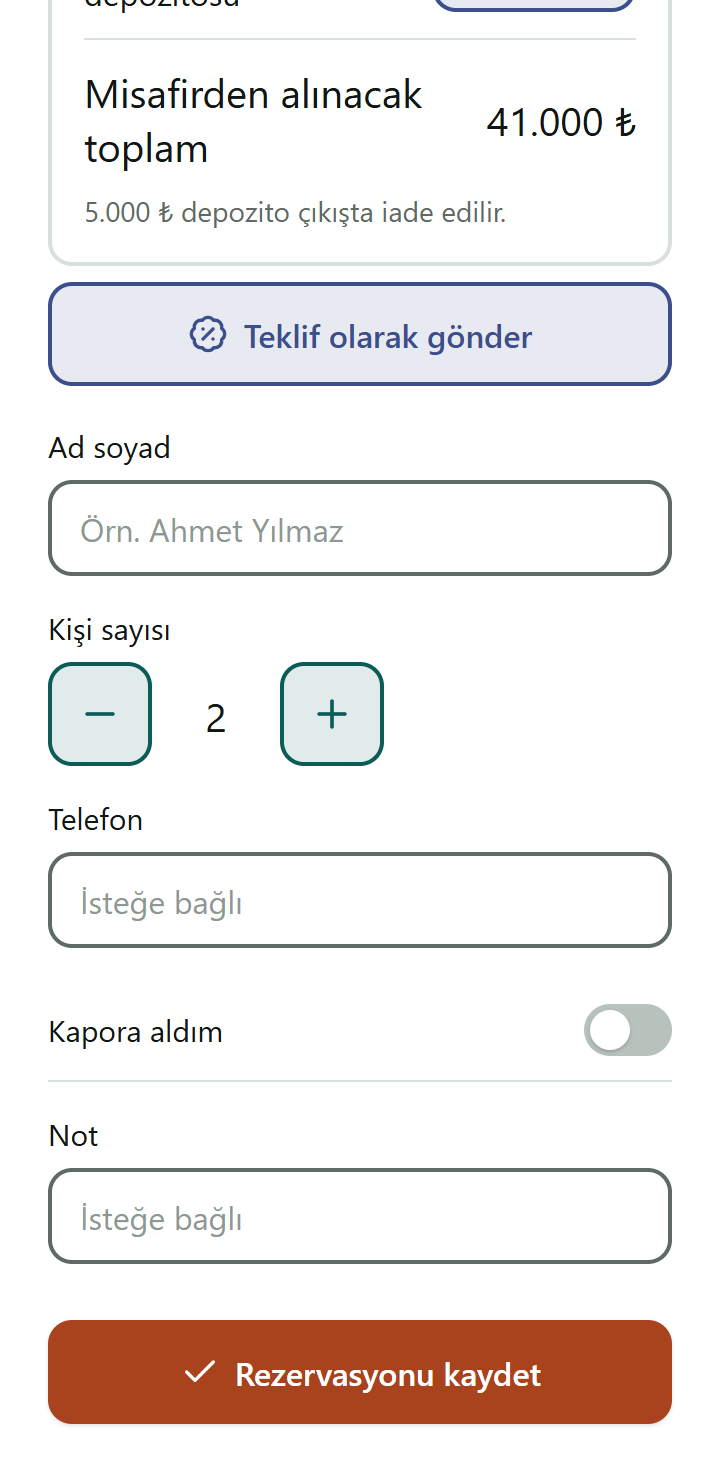 depozitosu
Misafirden alınacak
toplam
41.000 ₺
5.000 ₺ depozito çıkışta iade edilir.
Teklif olarak gönder
Ad soyad
Örn. Ahmet Yılmaz
Kişi sayısı
2
Telefon
İsteğe bağlı
Kapora aldım
Not
İsteğe bağlı
Rezervasyonu kaydet